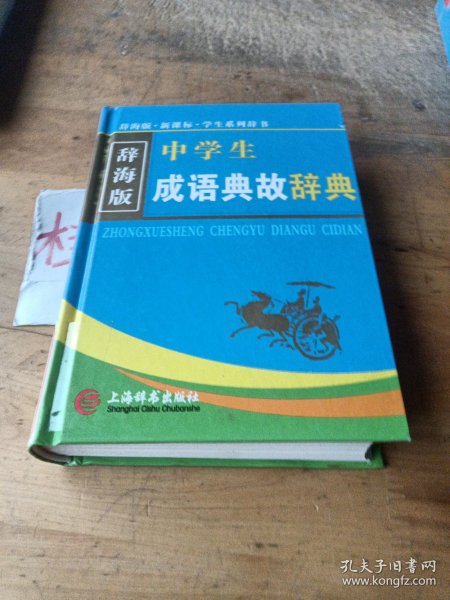 辞海版·新课标·学生系列辞书
辞海版
中学生
成语典故辞典
ZHONGXUESHENG CHENGYU DIANGU CIDIAN
上海辞书出版社
Shanghai Cishu Chubanshe
孔夫子旧书网
www.kongfz.com